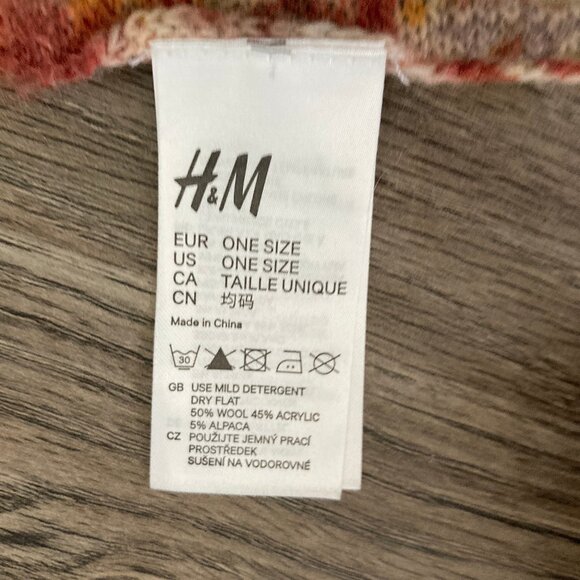 H&M
EUR ONE SIZE
US ONE SIZE
CA TAILLE UNIQUE
CN 均码
Made in China
30
GB USE MILD DETERGENT
DRY FLAT
50% WOOL 45% ACRYLIC
5% ALPACA
CZ POUŽIJTE JEMNÝ PRACÍ
PROSTŘEDEK
SUŠENÍ NA VODOROVNÉ